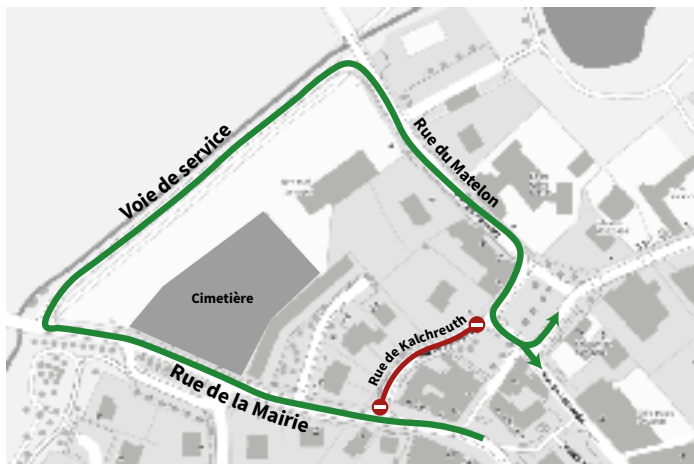 Voie de service
Rue du Matelon
Cimetière
Rue de Kalchreuth
Rue de la Mairie